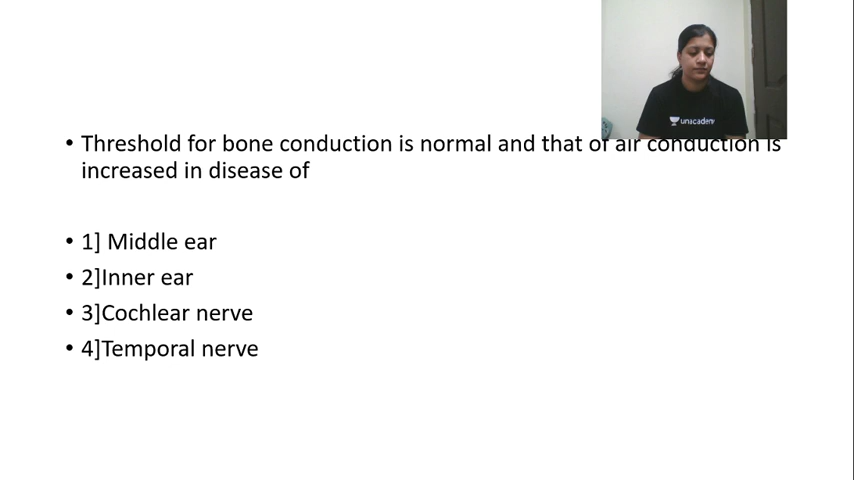 unacademy
• Threshold for bone conduction is normal and that of air conduction is
increased in disease of
• 1] Middle ear
• 2]Inner ear
• 3]Cochlear nerve
• 4]Temporal nerve